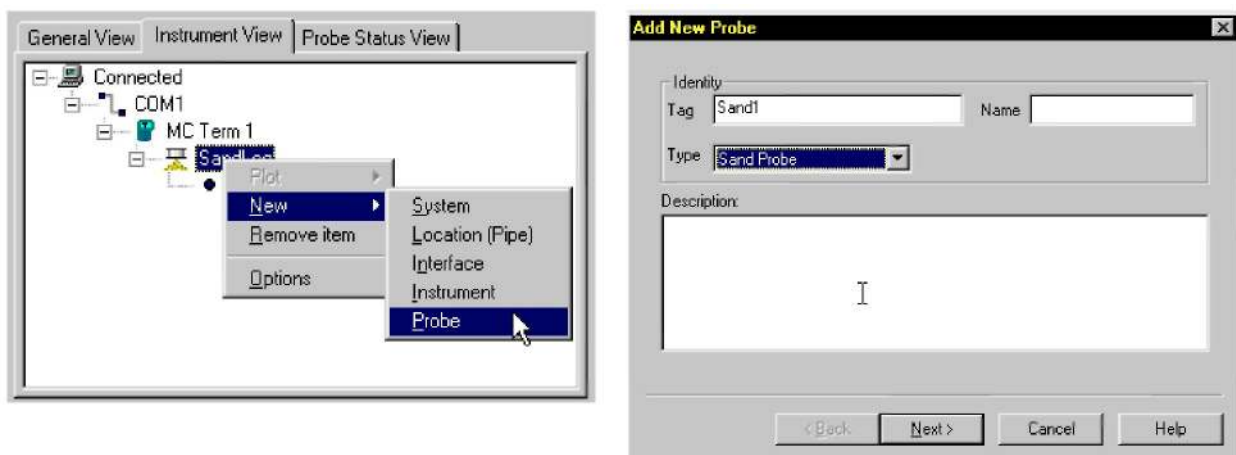 General View Instrument View Probe Status View
Connected
COM1
MC Term 1
Plot
New
Remove item
Options
System
Location (Pipe)
Interface
Instrument
Probe
Add New Probe
Identity
Tag Sand1 Name
Type Sand Probe
Description:
< Back Next > Cancel Help